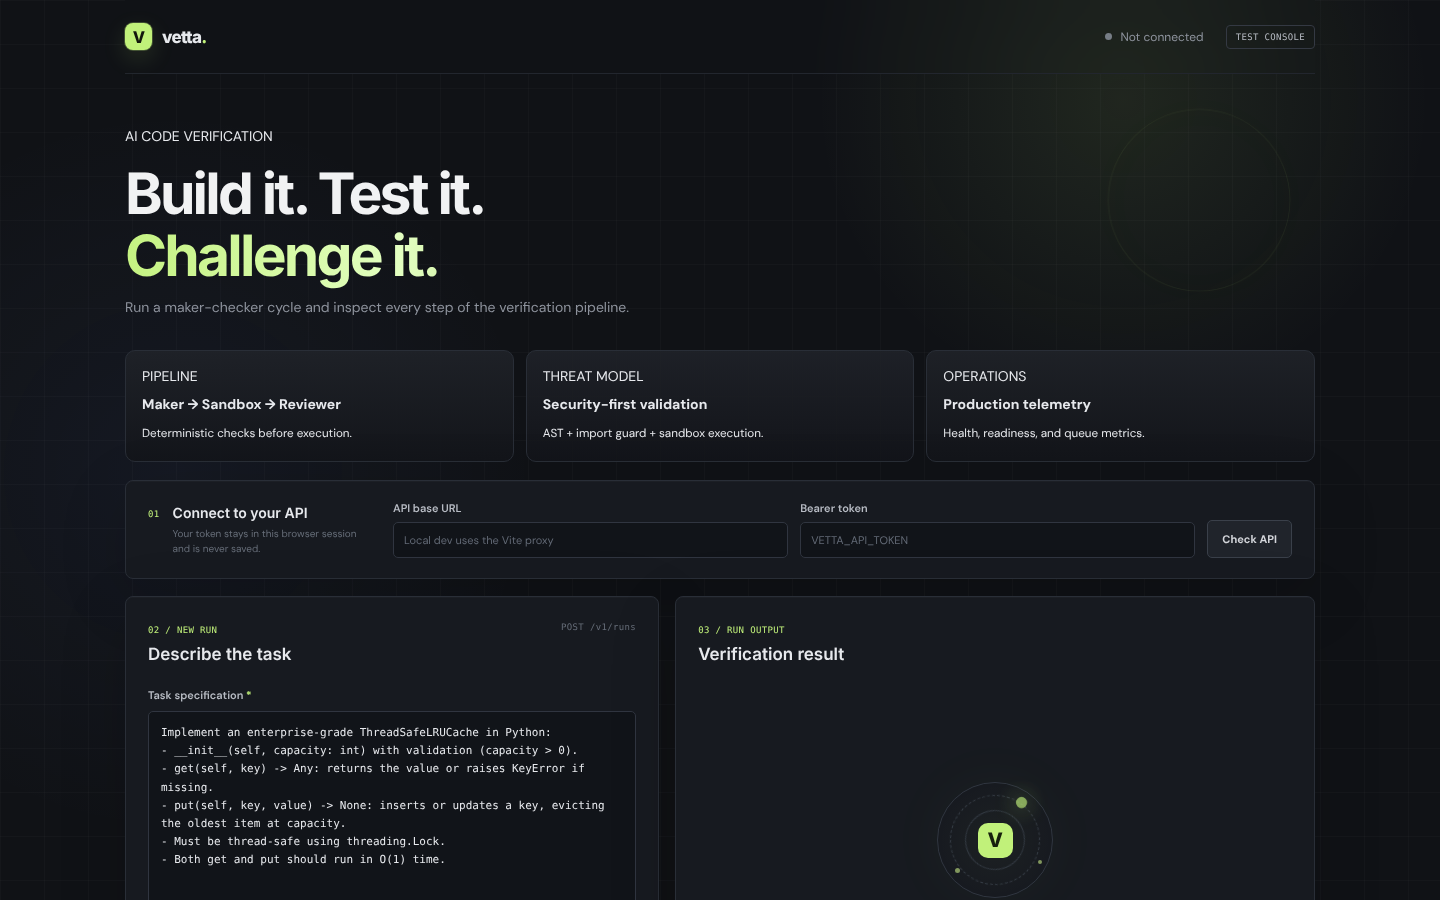 V vetta.
Not connected
TEST CONSOLE
AI CODE VERIFICATION
Build it. Test it.
Challenge it.
Run a maker-checker cycle and inspect every step of the verification pipeline.
PIPELINE
Maker → Sandbox → Reviewer
Deterministic checks before execution.
THREAT MODEL
Security-first validation
AST + import guard + sandbox execution.
OPERATIONS
Production telemetry
Health, readiness, and queue metrics.
01 Connect to your API
Your token stays in this browser session
and is never saved.
API base URL
Local dev uses the Vite proxy
Bearer token
VETTA_API_TOKEN
Check API
02 / NEW RUN
POST /v1/runs
Describe the task
Task specification *
Implement an enterprise-grade ThreadSafeLRUCache in Python:
- __init__(self, capacity: int) with validation (capacity > 0).
- get(self, key) -> Any: returns the value or raises KeyError if
missing.
- put(self, key, value) -> None: inserts or updates a key, evicting
the oldest item at capacity.
- Must be thread-safe using threading.Lock.
- Both get and put should run in O(1) time.
03 / RUN OUTPUT
Verification result
V